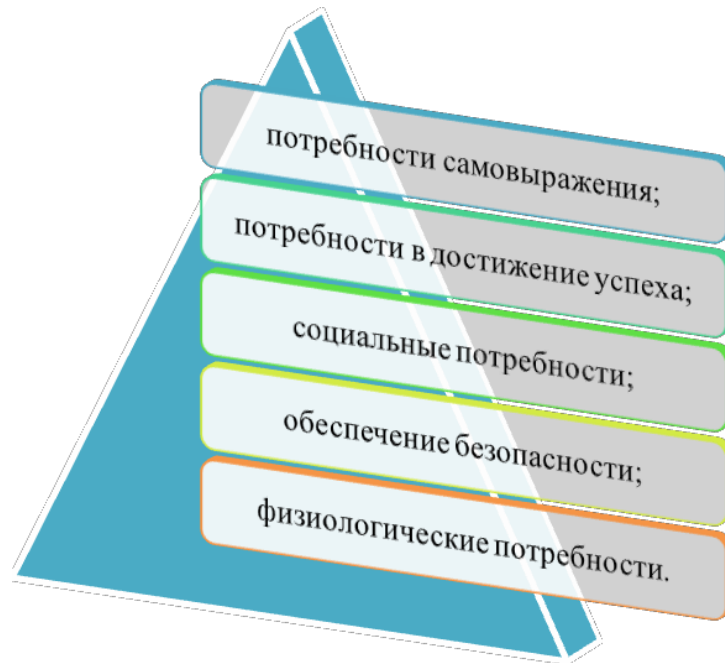 потребности самовыражения;
потребности в достижение успеха;
социальные потребности;
обеспечение безопасности;
физиологические потребности.